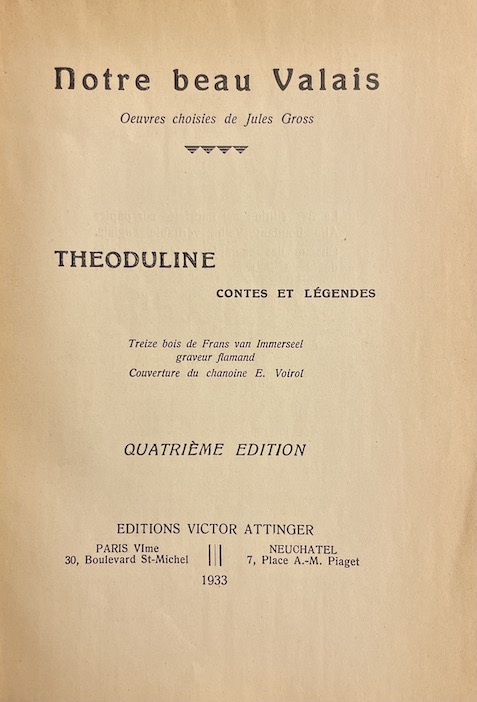 Notre beau Valais
Oeuvres choisies de Jules Gross
THEODULINE
CONTES ET LÉGENDES
Treize bois de Frans van Immerseel
graveur flamand
Couverture du chanoine E. Voirol
QUATRIÈME EDITION
EDITIONS VICTOR ATTINGER
PARIS VIme
30, Boulevard St-Michel
NEUCHATEL
7, Place A.-M. Piaget
1933